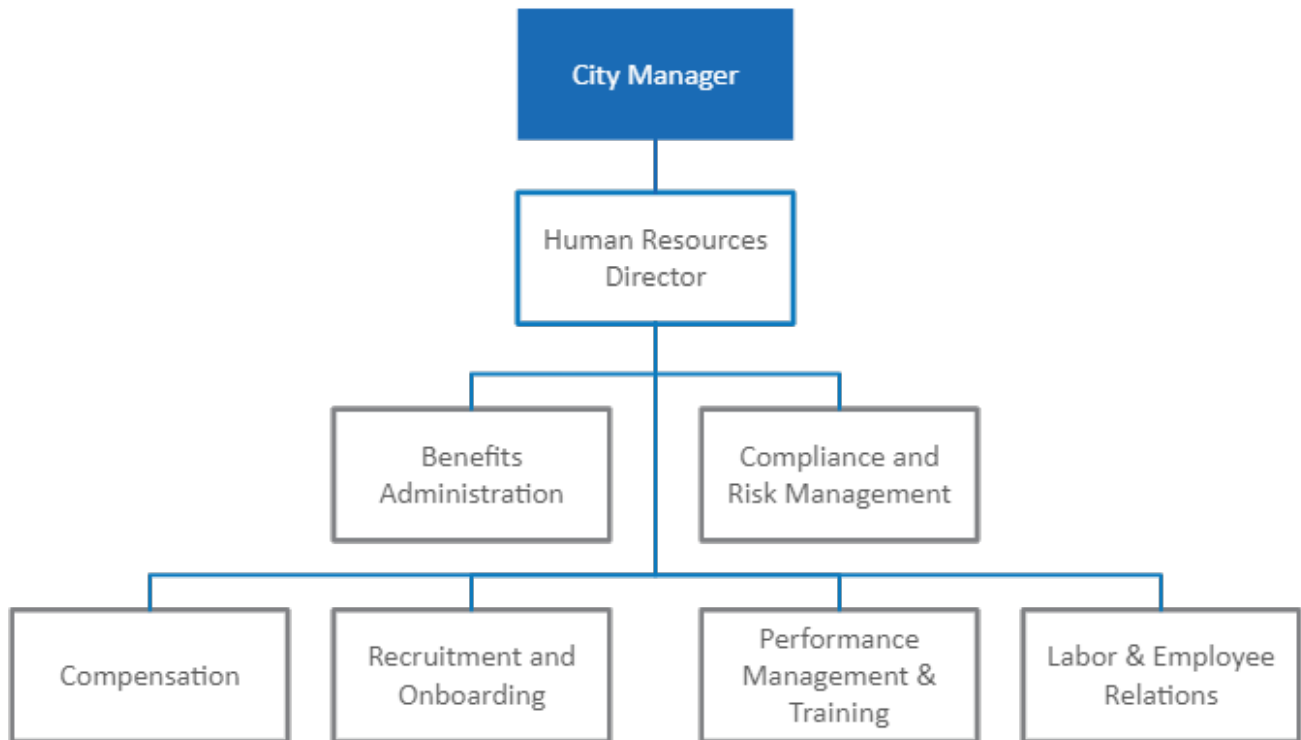 City Manager
Human Resources
Director
Benefits
Administration
Compliance and
Risk Management
Compensation
Recruitment and
Onboarding
Performance
Management &
Training
Labor & Employee
Relations